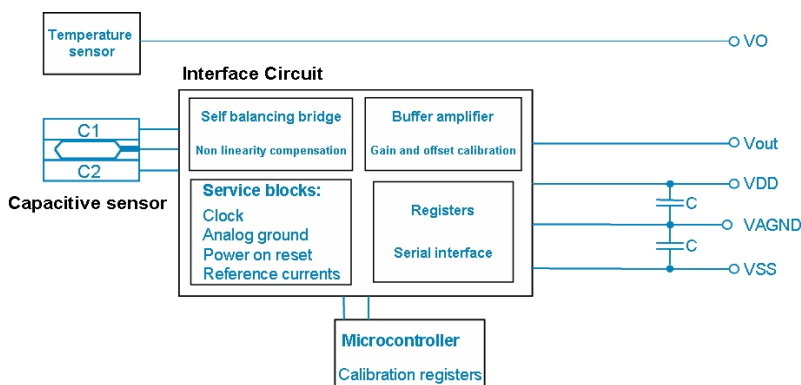 Temperature
sensor
VO
Interface Circuit
Self balancing bridge
Non linearity compensation
Buffer amplifier
Gain and offset calibration
C1
C2
Capacitive sensor
Vout
VDD
C
VAGND
C
VSS
Service blocks:
Clock
Analog ground
Power on reset
Reference currents
Registers
Serial interface
Microcontroller
Calibration registers